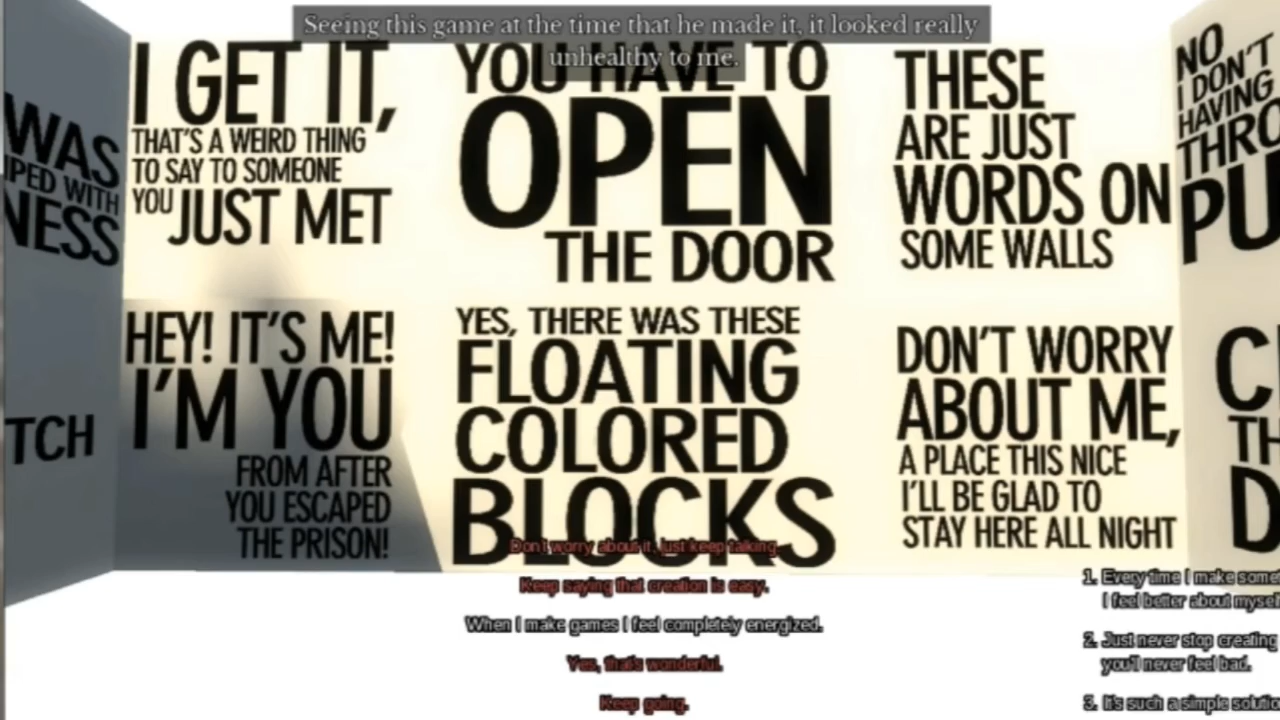 Seeing this game at the time that he made it, it looked really
unhealthy to me.
WAS
NESS
TCH
I GET IT,
THAT'S A WEIRD THING
TO SAY TO SOMEONE
YOU JUST MET
YOU HAVE TO
OPEN
THE DOOR
THESE
ARE JUST
WORDS ON
SOME WALLS
NO
I DON'T
HAVING
HEY! IT'S ME!
I'M YOU
FROM AFTER
YOU ESCAPED
THE PRISON!
YES, THERE WAS THESE
FLOATING
COLORED
BLOCKS
DON'T WORRY
ABOUT ME,
A PLACE THIS NICE
I'LL BE GLAD TO
STAY HERE ALL NIGHT
Don't worry about it, just keep talking.
Keep saying that creation is easy.
When I make games I feel completely energized.
Yes, that's wonderful.
Keep going.
1. Every time I make
I feel better about
2. Just never stop creating
you'll never feel bad.
3. It's such a simple